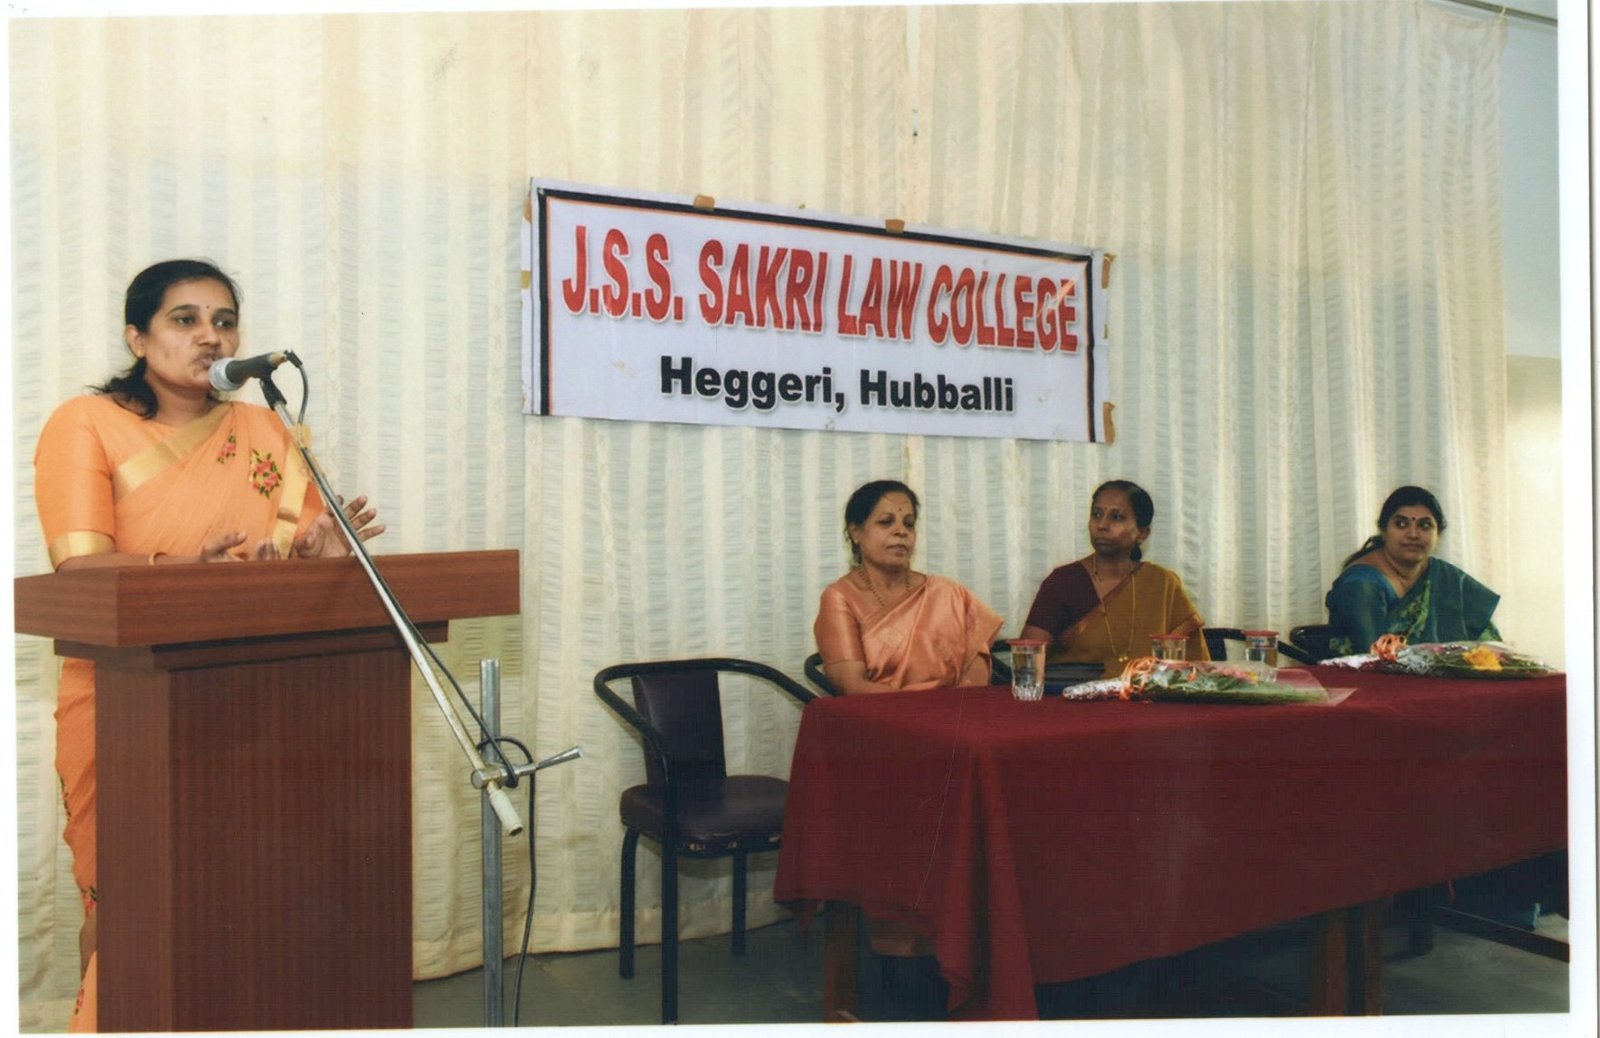 J.S.S. SAKRI LAW COLLEGE
Heggeri, Hubballi